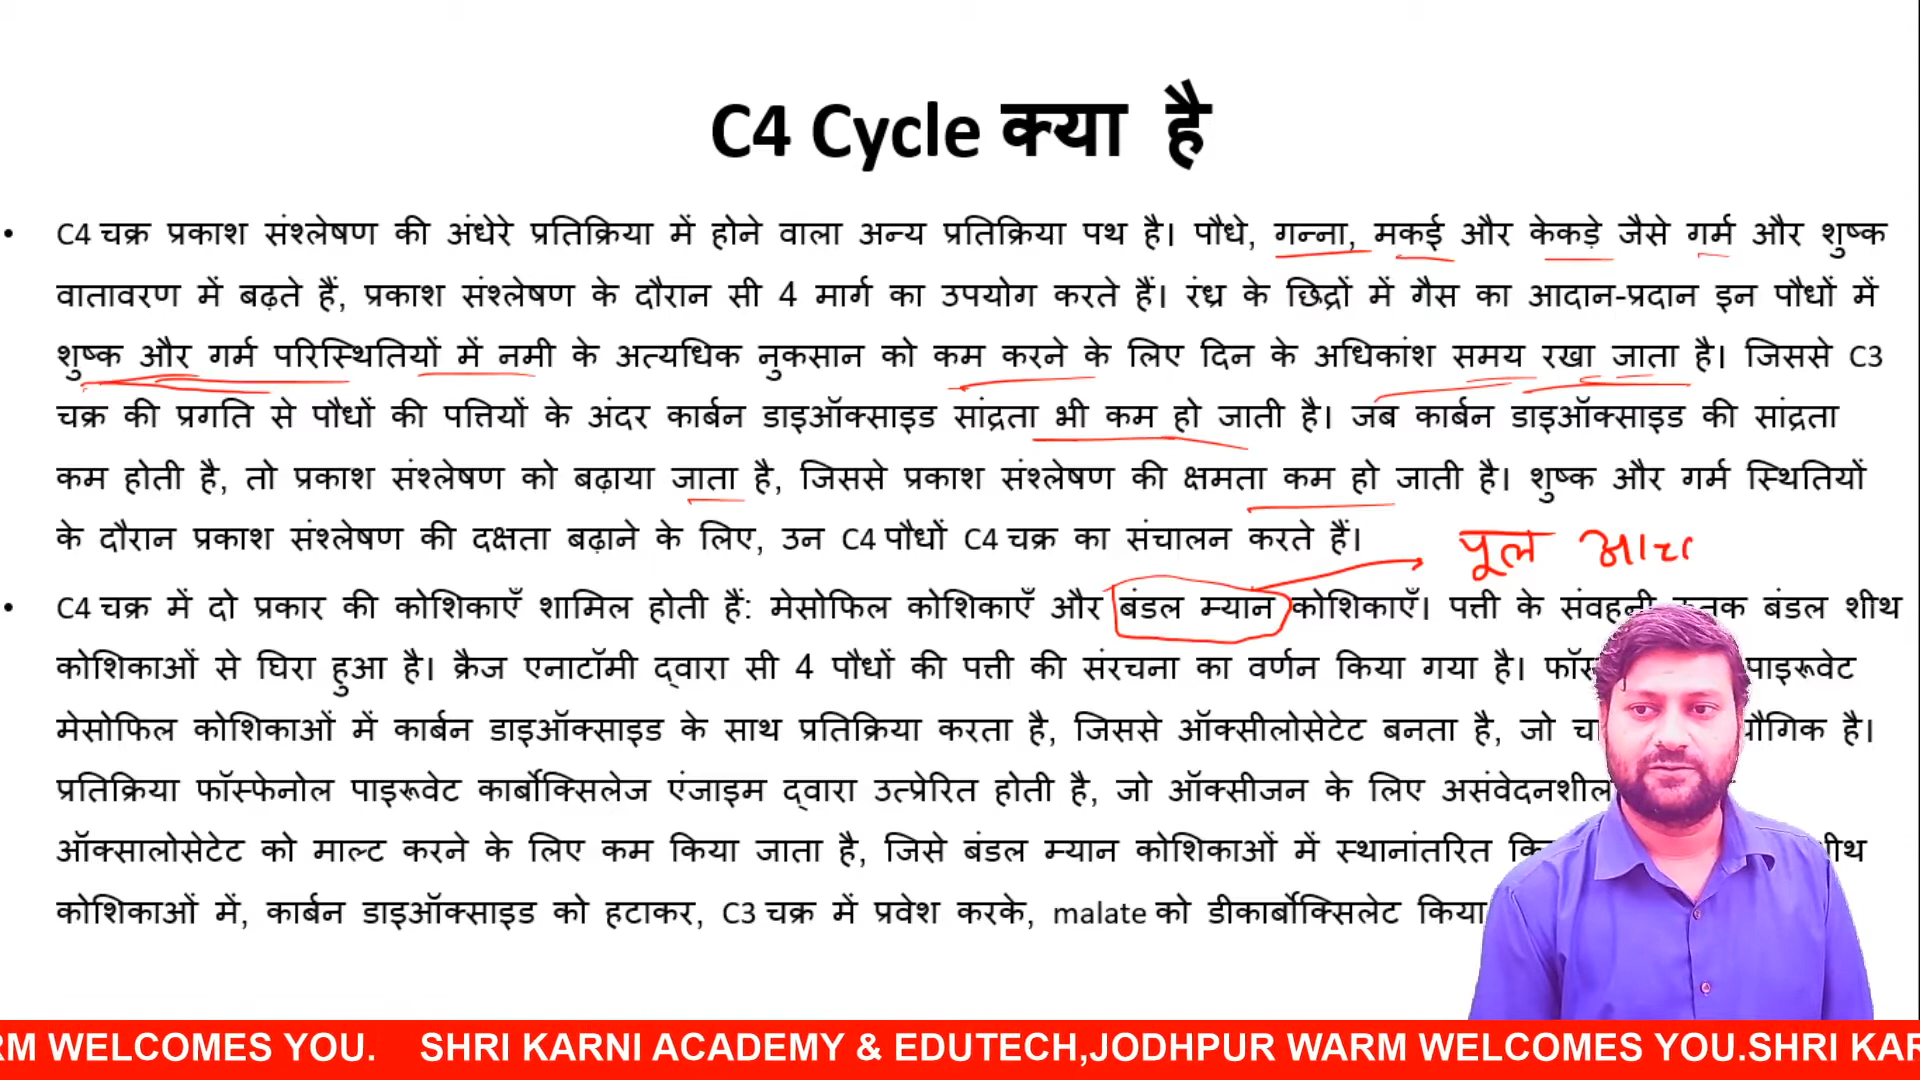 C4 Cycle क्या है
• C4 चक्र प्रकाश संश्लेषण की अंधेरे प्रतिक्रिया में होने वाला अन्य प्रतिक्रिया पथ है। पौधे, गन्ना, मकई और केकड़े जैसे गर्म और शुष्क
वातावरण में बढ़ते हैं, प्रकाश संश्लेषण के दौरान सी 4 मार्ग का उपयोग करते हैं। रंध्र के छिद्रों में गैस का आदान-प्रदान इन पौधों में
शुष्क और गर्म परिस्थितियों में नमी के अत्यधिक नुकसान को कम करने के लिए दिन के अधिकांश समय रखा जाता है। जिससे C3
चक्र की प्रगति से पौधों की पत्तियों के अंदर कार्बन डाइऑक्साइड सांद्रता भी कम हो जाती है। जब कार्बन डाइऑक्साइड की सांद्रता
कम होती है, तो प्रकाश संश्लेषण को बढ़ाया जाता है, जिससे प्रकाश संश्लेषण की क्षमता कम हो जाती है। शुष्क और गर्म स्थितियों
के दौरान प्रकाश संश्लेषण की दक्षता बढ़ाने के लिए, उन C4 पौधों C4 चक्र का संचालन करते हैं।
पूल
• C4 चक्र में दो प्रकार की कोशिकाएँ शामिल होती हैं: मेसोफिल कोशिकाएँ और बंडल म्यान कोशिकाएँ। पत्ती के संवहनी बंडल शीथ
कोशिकाओं से घिरा हुआ है। क्रैज एनाटॉमी द्वारा सी 4 पौधों की पत्ती की संरचना का वर्णन किया गया है। पाइरूवेट
मेसोफिल कोशिकाओं में कार्बन डाइऑक्साइड के साथ प्रतिक्रिया करता है, जिससे ऑक्सीलोसेटेट बनता है, जो यौगिक है।
प्रतिक्रिया फॉस्फेनोल पाइरूवेट कार्बोक्सिलेज एंजाइम द्वारा उत्प्रेरित होती है, जो ऑक्सीजन के लिए असंवेदनशील
ऑक्सालोसेटेट को माल्ट करने के लिए कम किया जाता है, जिसे बंडल म्यान कोशिकाओं में स्थानांतरित
कोशिकाओं में, कार्बन डाइऑक्साइड को हटाकर, C3 चक्र में प्रवेश करके, malate को डीकार्बोक्सिलेट किया
RM WELCOMES YOU. SHRI KARNI ACADEMY & EDUTECH,JODHPUR WARM WELCOMES YOU.SHRI KAR